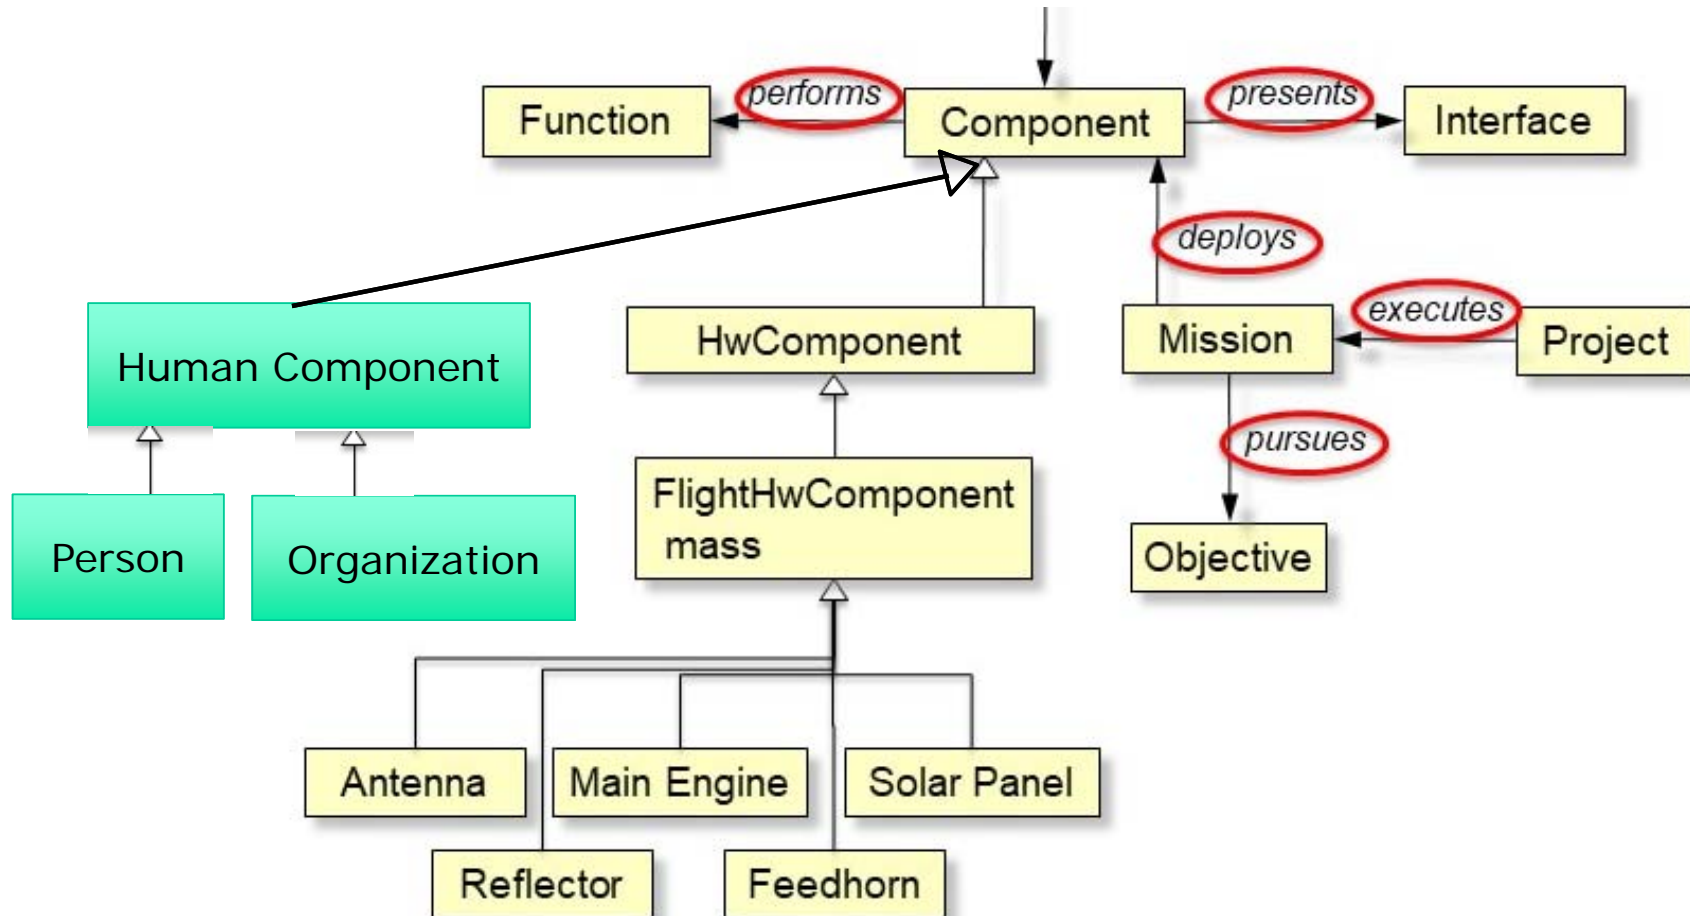 performs
presents
Function
Component
Interface
deploys
executes
Human Component
HwComponent
Mission
Project
pursues
FlightHwComponent
mass
Person
Organization
Objective
Antenna
Main Engine
Solar Panel
Reflector
Feedhorn